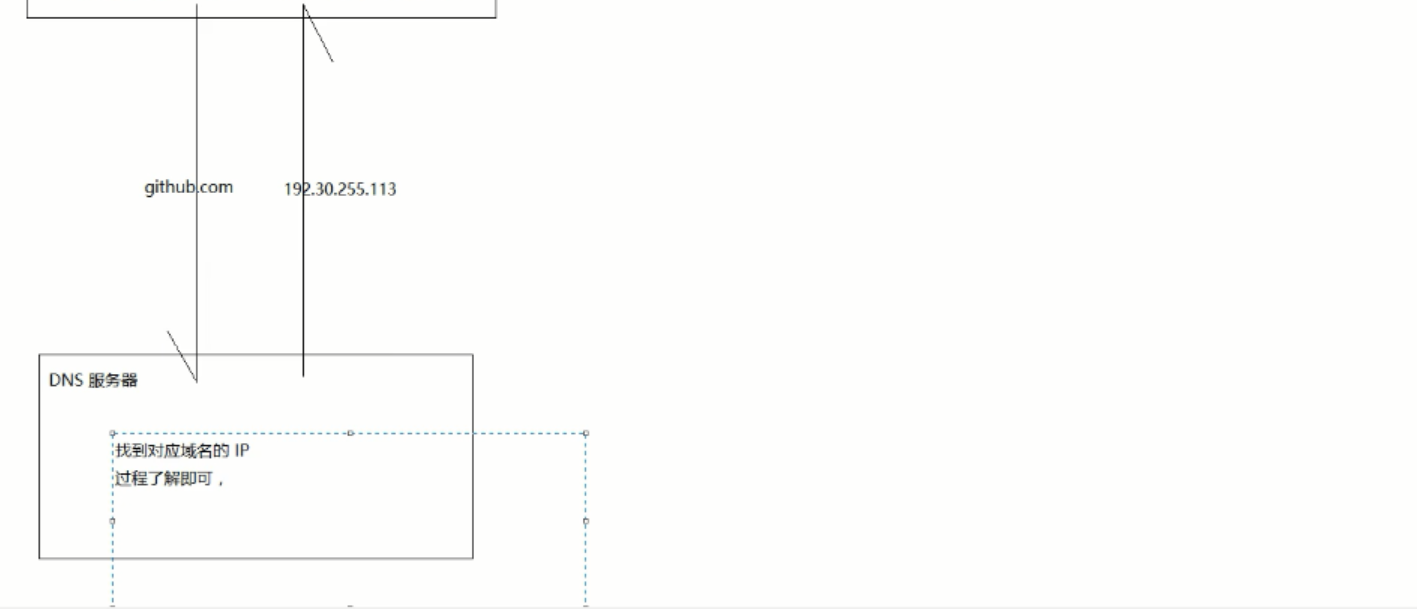 github.com
192.30.255.113
DNS 服务器
找到对应域名的 IP
过程了解即可，